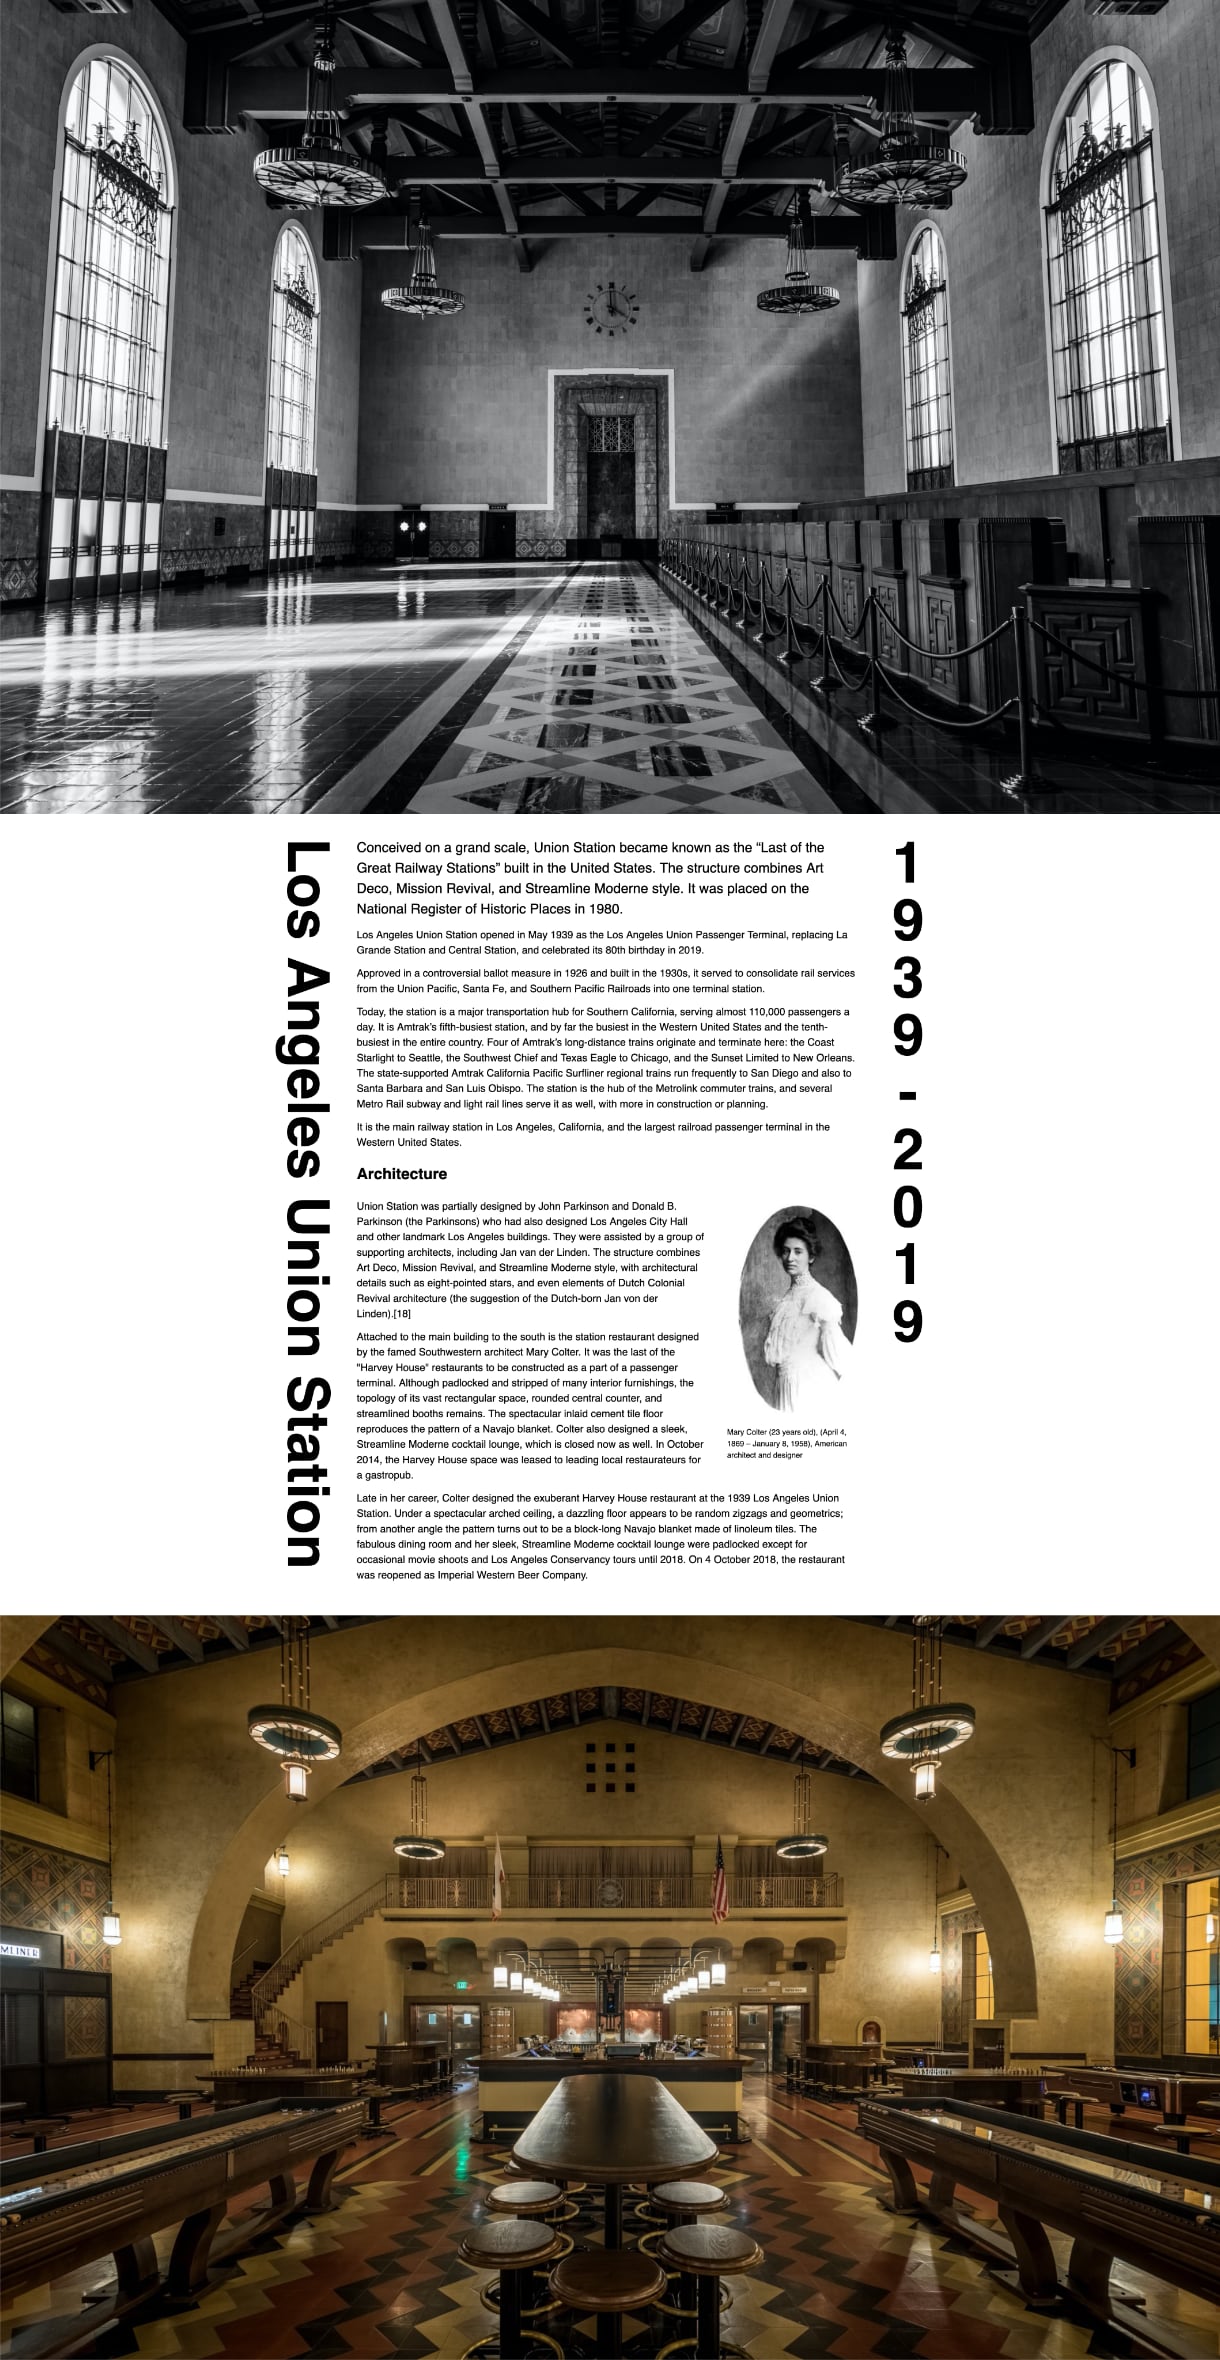 Los Angeles Union Station
Conceived on a grand scale, Union Station became known as the “Last of the
Great Railway Stations” built in the United States. The structure combines Art
Deco, Mission Revival, and Streamline Moderne style. It was placed on the
National Register of Historic Places in 1980.
Los Angeles Union Station opened in May 1939 as the Los Angeles Union Passenger Terminal, replacing La
Grande Station and Central Station, and celebrated its 80th birthday in 2019.
Approved in a controversial ballot measure in 1926 and built in the 1930s, it served to consolidate rail services
from the Union Pacific, Santa Fe, and Southern Pacific Railroads into one terminal station.
Today, the station is a major transportation hub for Southern California, serving almost 110,000 passengers a
day. It is Amtrak’s fifth-busiest station, and by far the busiest in the Western United States and the tenth-
busiest in the entire country. Four of Amtrak’s long-distance trains originate and terminate here: the Coast
Starlight to Seattle, the Southwest Chief and Texas Eagle to Chicago, and the Sunset Limited to New Orleans.
The state-supported Amtrak California Pacific Surfliner regional trains run frequently to San Diego and also to
Santa Barbara and San Luis Obispo. The station is the hub of the Metrolink commuter trains, and several
Metro Rail subway and light rail lines serve it as well, with more in construction or planning.
It is the main railway station in Los Angeles, California, and the largest railroad passenger terminal in the
Western United States.
Architecture
Union Station was partially designed by John Parkinson and Donald B.
Parkinson (the Parkinsons) who had also designed Los Angeles City Hall
and other landmark Los Angeles buildings. They were assisted by a group of
supporting architects, including Jan van der Linden. The structure combines
Art Deco, Mission Revival, and Streamline Moderne style, with architectural
details such as eight-pointed stars, and even elements of Dutch Colonial
Revival architecture (the suggestion of the Dutch-born Jan von der
Linden).[18]
Attached to the main building to the south is the station restaurant designed
by the famed Southwestern architect Mary Colter. It was the last of the
"Harvey House" restaurants to be constructed as a part of a passenger
terminal. Although padlocked and stripped of many interior furnishings, the
topology of its vast rectangular space, rounded central counter, and
streamlined booths remains. The spectacular inlaid cement tile floor
reproduces the pattern of a Navajo blanket. Colter also designed a sleek,
Streamline Moderne cocktail lounge, which is closed now as well. In October
2014, the Harvey House space was leased to leading local restaurateurs for
a gastropub.
Mary Colter (23 years old), (April 4,
1869 – January 8, 1958), American
architect and designer
Late in her career, Colter designed the exuberant Harvey House restaurant at the 1939 Los Angeles Union
Station. Under a spectacular arched ceiling, a dazzling floor appears to be random zigzags and geometrics;
from another angle the pattern turns out to be a block-long Navajo blanket made of linoleum tiles. The
fabulous dining room and her sleek, Streamline Moderne cocktail lounge were padlocked except for
occasional movie shoots and Los Angeles Conservancy tours until 2018. On 4 October 2018, the restaurant
was reopened as Imperial Western Beer Company.
1939-2019